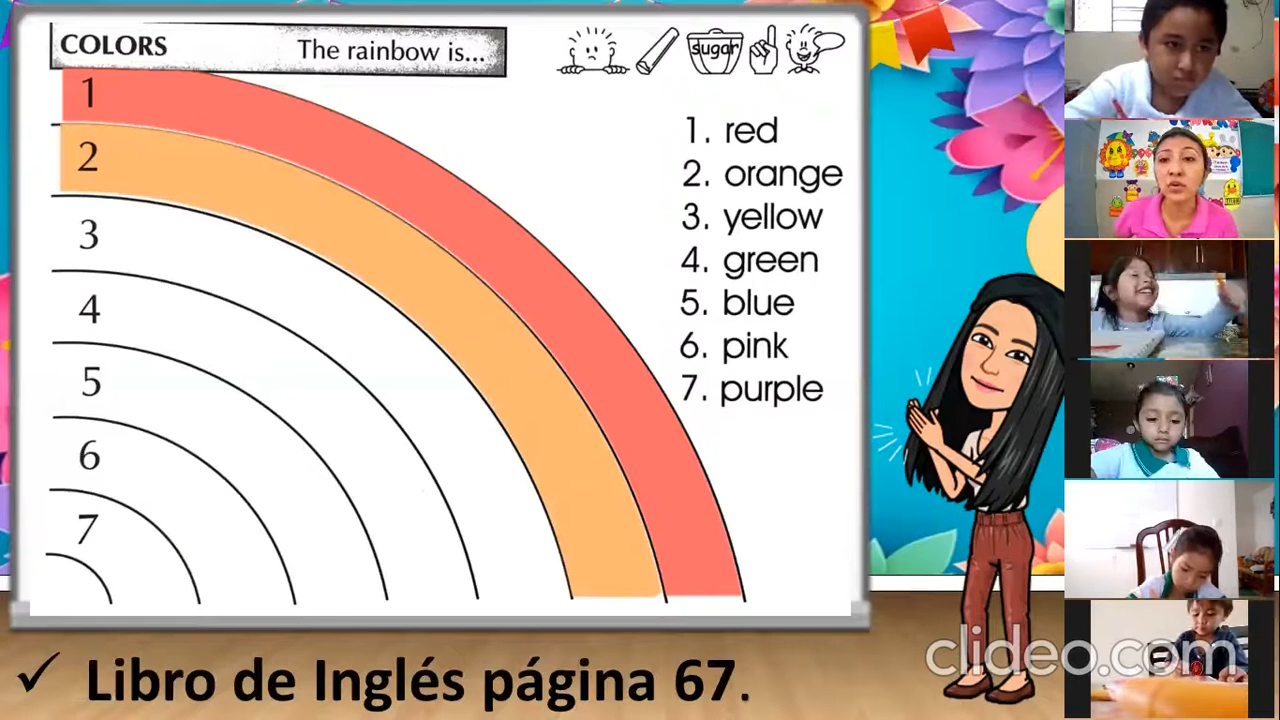 COLORS
The rainbow is...
sugar
1
2
3
4
5
6
7
1. red
2. orange
3. yellow
4. green
5. blue
6. pink
7. purple
✓ Libro de Inglés página 67.
clideo.com